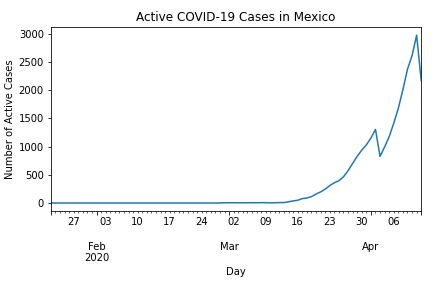 Active COVID-19 Cases in Mexico
Number of Active Cases
3000
2500
2000
1500
1000
500
0
27 03 10 17 24 02 09 16 23 30 06
Feb Mar Apr
2020
Day